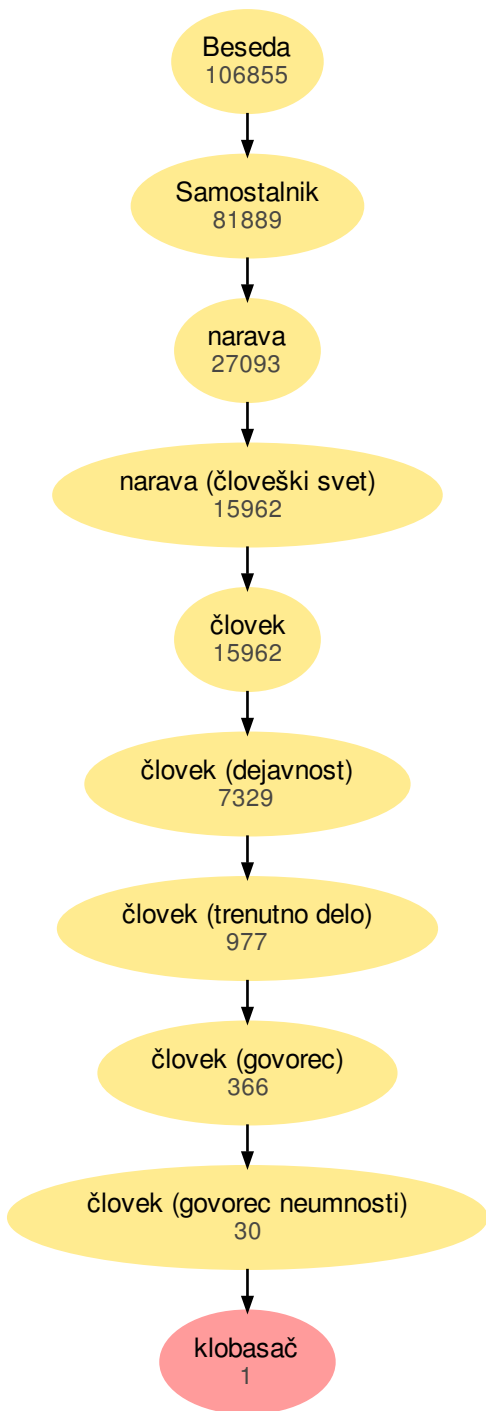 Beseda
106855
Samostalnik
81889
narava
27093
narava (človeški svet)
15962
človek
15962
človek (dejavnost)
7329
človek (trenutno delo)
977
človek (govorec)
366
človek (govorec neumnosti)
30
klobasač
1